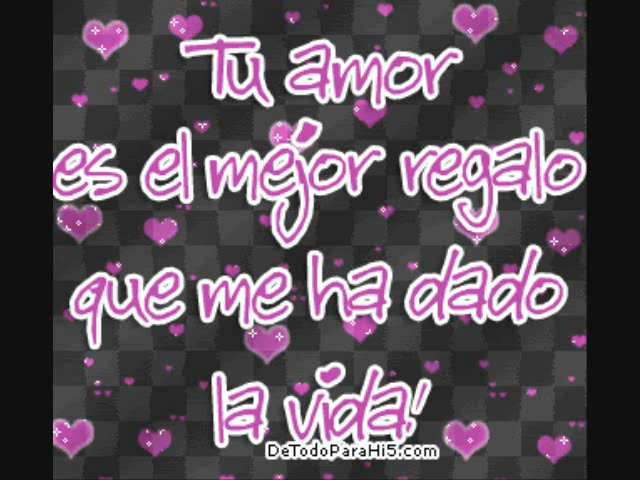 Tu amor
es el mejor regalo
que me ha dado
la vida!
DeTodoParaHi5.com